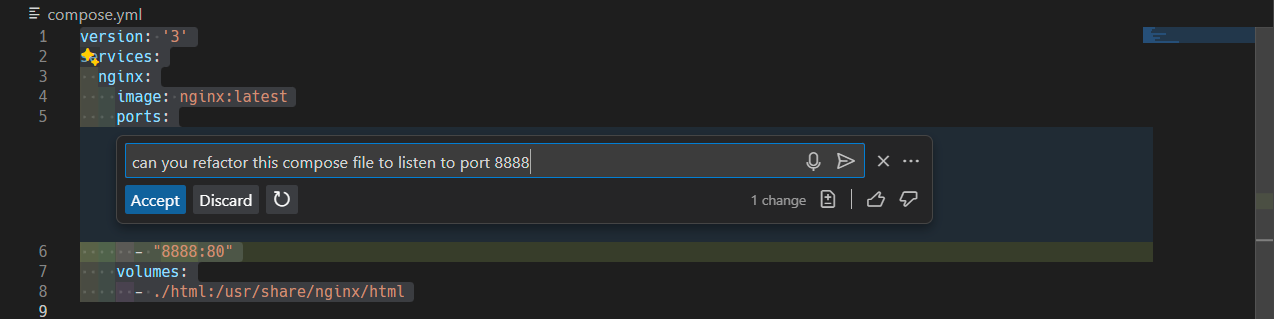 compose.yml
1 version: '3'
2 services:
3 nginx:
4 image: nginx:latest
5 ports:
can you refactor this compose file to listen to port 8888
Accept Discard 1 change
6 - "8888:80"
7 volumes:
8 - ./html:/usr/share/nginx/html
9